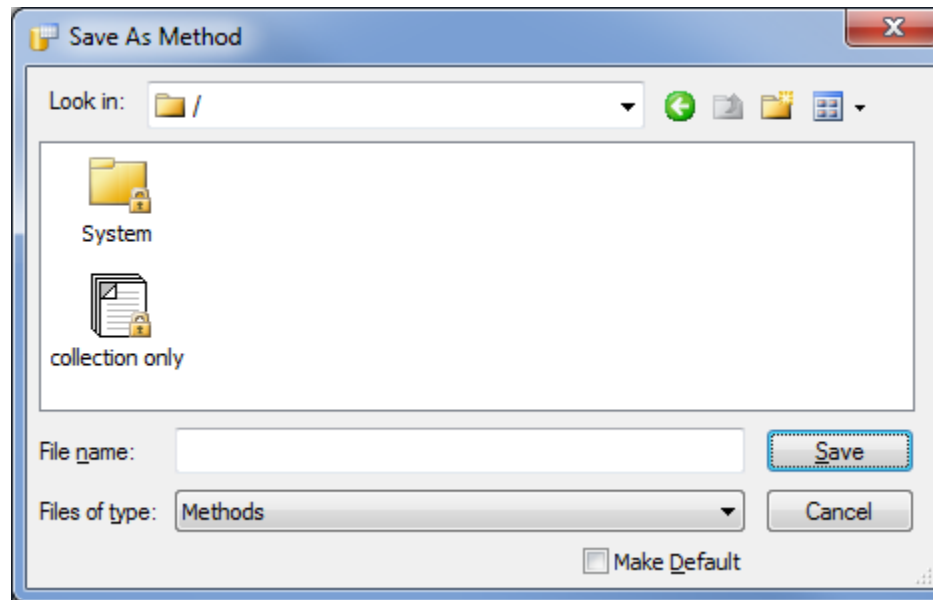 Save As Method
Look in: /
System
collection only
File name:
Save
Files of type: Methods
Cancel
Make Default